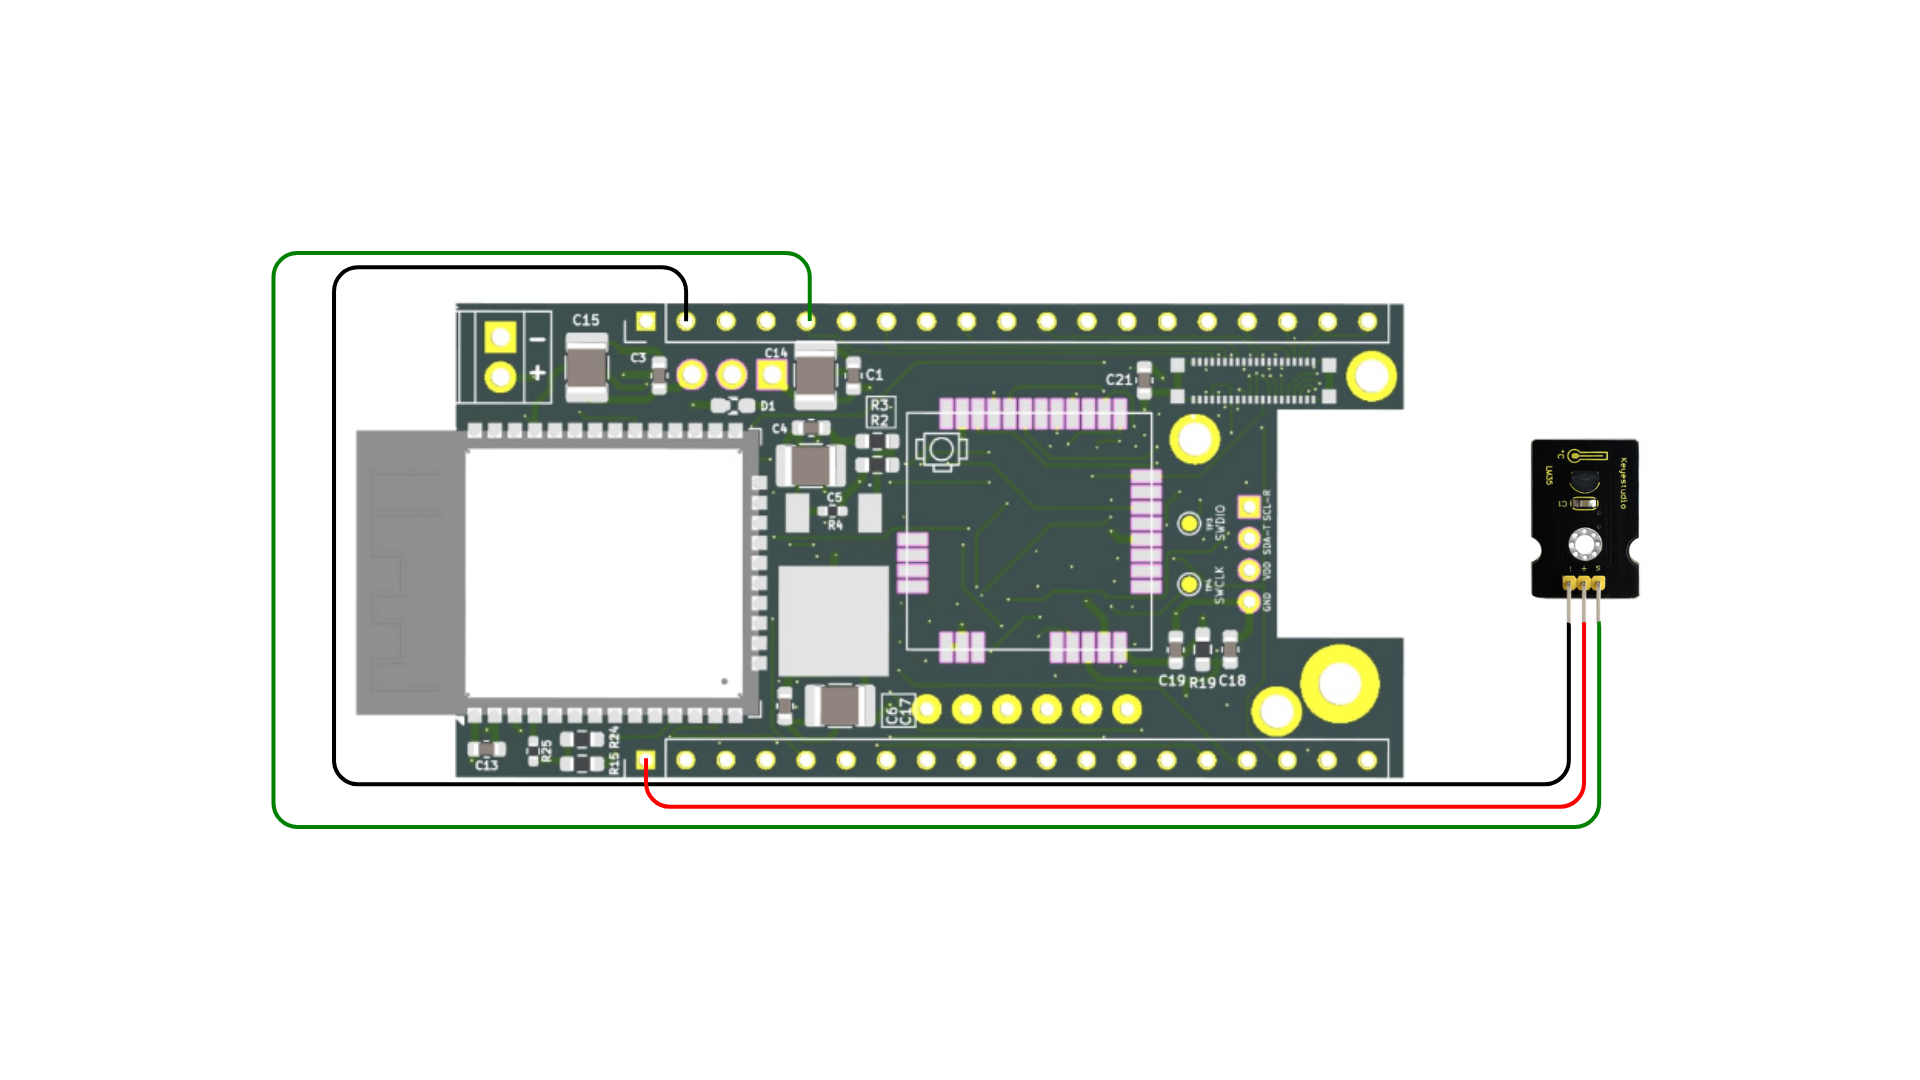 C15
−
+
C3
C14
C1
D1
C4
R3
R2
C5
R4
C21
TP3
SWDIO
TP4
SWCLK
SCL-R
SDA-T
VDD
GND
C19
R19
C18
C6
C17
C13
R25
R24
R15
°C
LM35
Keyestudio
C1
+
S